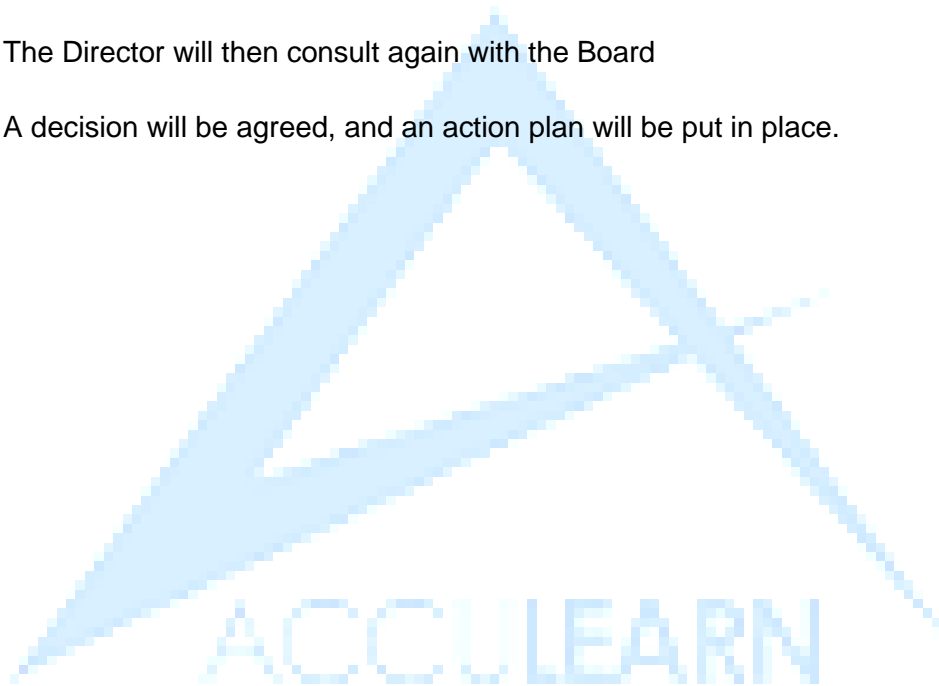 The Director will then consult again with the Board
A decision will be agreed, and an action plan will be put in place.
ACCULEARN